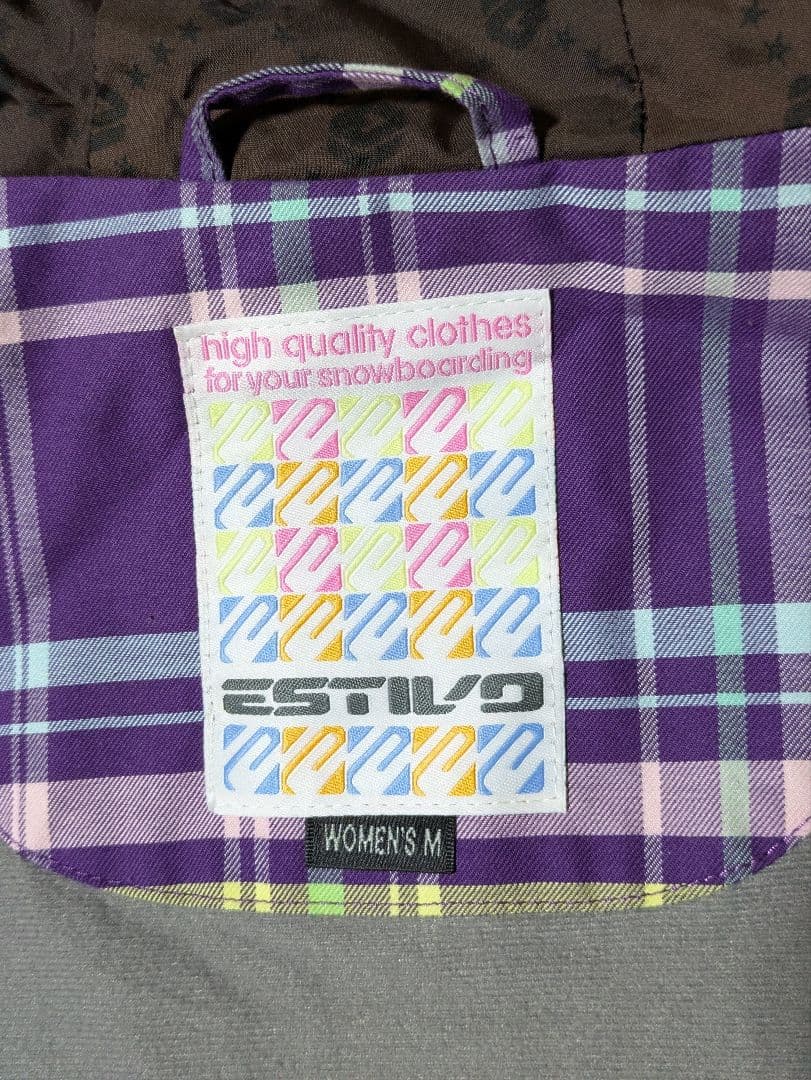 high quality clothes
for your snowboarding
ESTIVO
WOMEN'S M